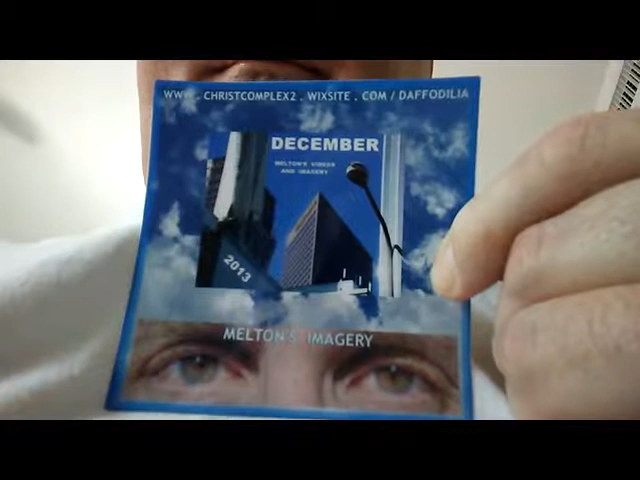 WWW . CHRISTCOMPLEX2 . WIXSITE . COM / DAFFODILIA
DECEMBER
MELTON'S VIDEOS
AND IMAGERY
2013
MELTON'S IMAGERY